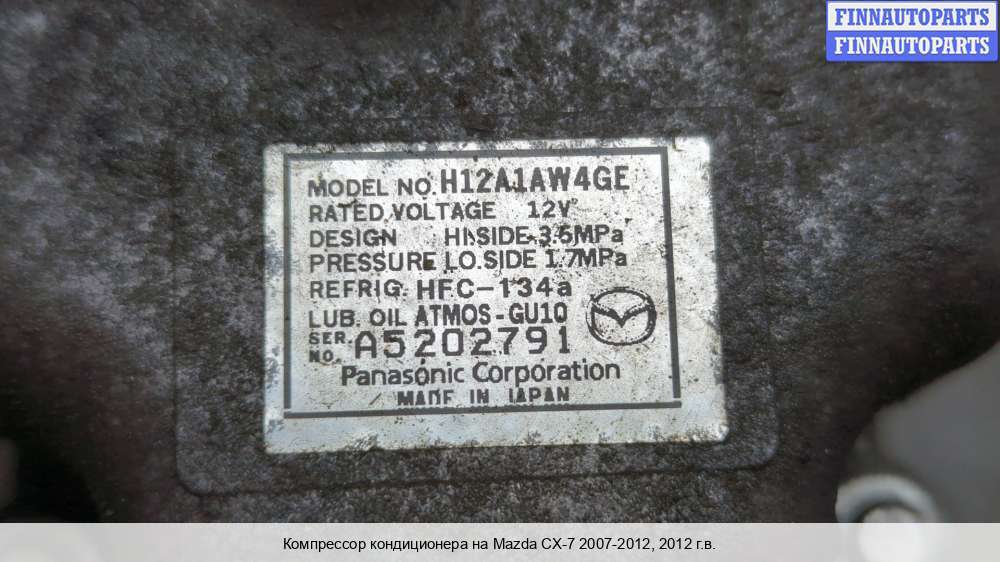 FINNAUTOPARTS
FINNAUTOPARTS
MODEL NO. H12A1AW4GE
RATED VOLTAGE 12V
DESIGN HI.SIDE 3.6MPa
PRESSURE LO.SIDE 1.7MPa
REFRIG. HFC-134a
LUB. OIL ATMOS-GU10
SER. NO. A5202791
Panasonic Corporation
MADE IN JAPAN
Компрессор кондиционера на Mazda CX-7 2007-2012, 2012 г.в.